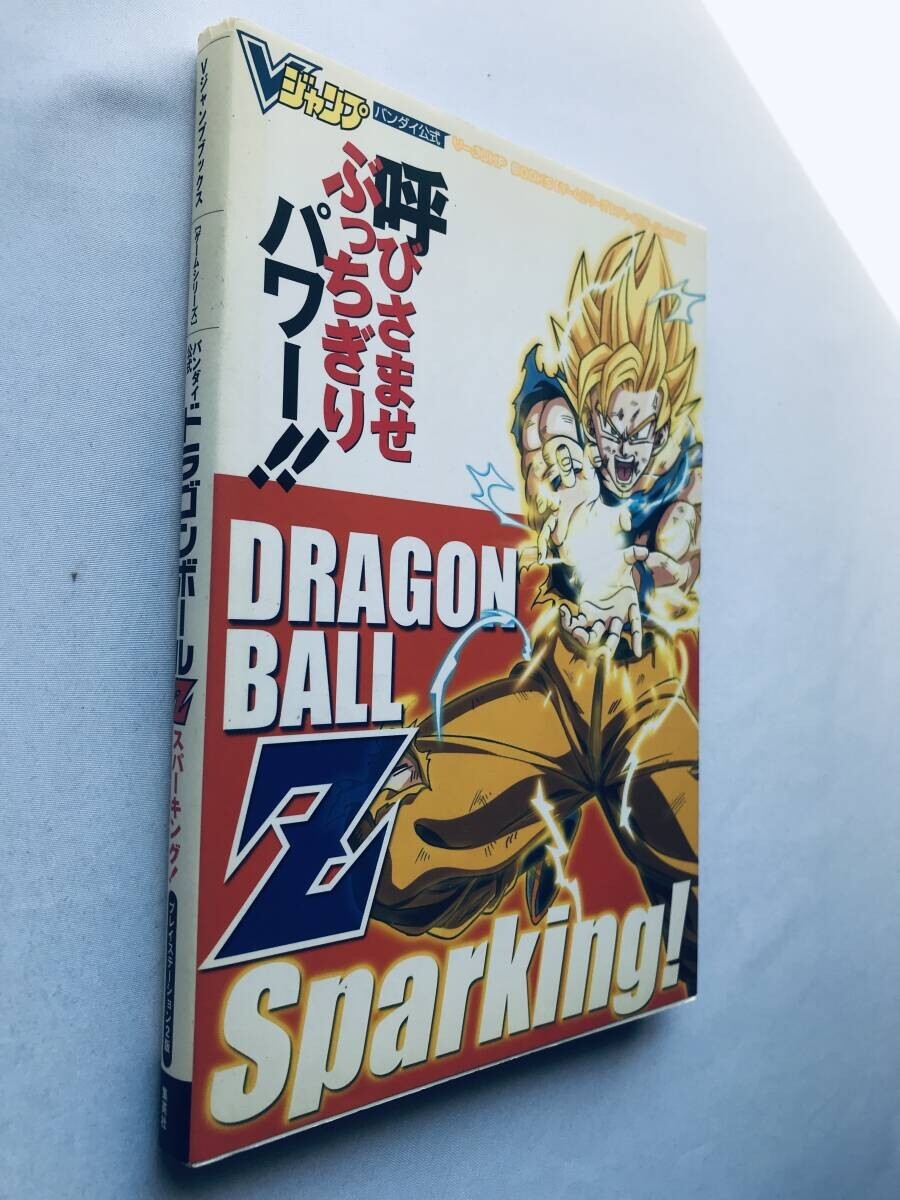 Vジャンプ
バンダイ公式
呼びさませ
ぶっちぎり
パワー!!
DRAGON
BALL
Z
Sparking!
Vジャンプブックス
[ゲームシリーズ]
バンダイ公式
ドラゴンボールZ
スパーキング!
プレイステーション2版
集英社